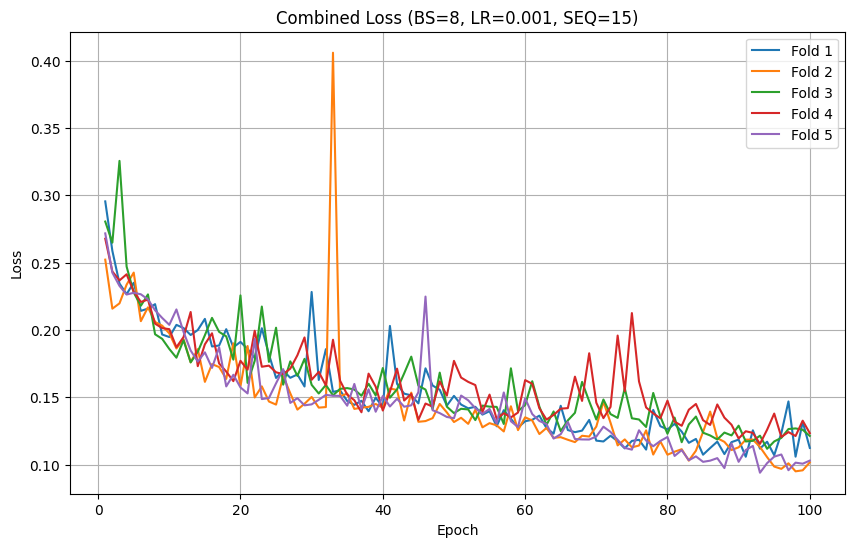 Combined Loss (BS=8, LR=0.001, SEQ=15)
Loss
0.40
0.35
0.30
0.25
0.20
0.15
0.10
Fold 1
Fold 2
Fold 3
Fold 4
Fold 5
0
20
40
60
80
100
Epoch